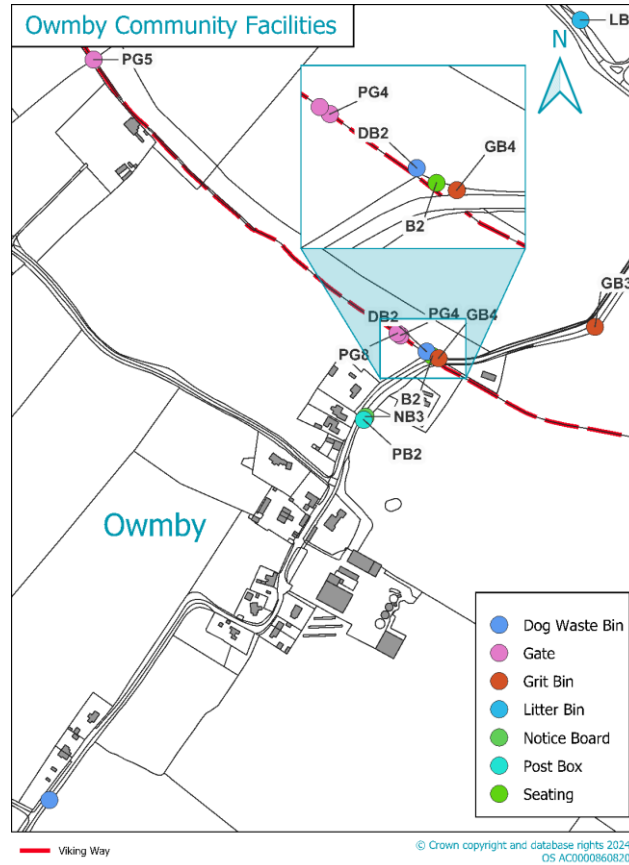 Owmby Community Facilities
LB
N
PG5
PG4
DB2
GB4
B2
GB3
DB2
PG4
GB4
PG8
B2
NB3
PB2
Owmby
Dog Waste Bin
Gate
Grit Bin
Litter Bin
Notice Board
Post Box
Seating
Viking Way
© Crown copyright and database rights 2024
OS AC0000860820